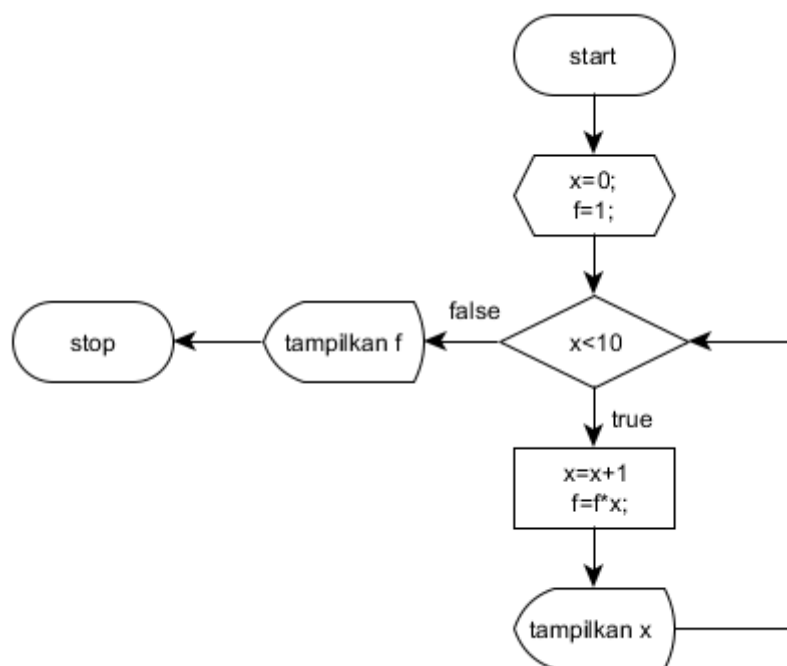 start
x=0;
f=1;
x<10
false
tampilkan f
stop
true
x=x+1
f=f*x;
tampilkan x